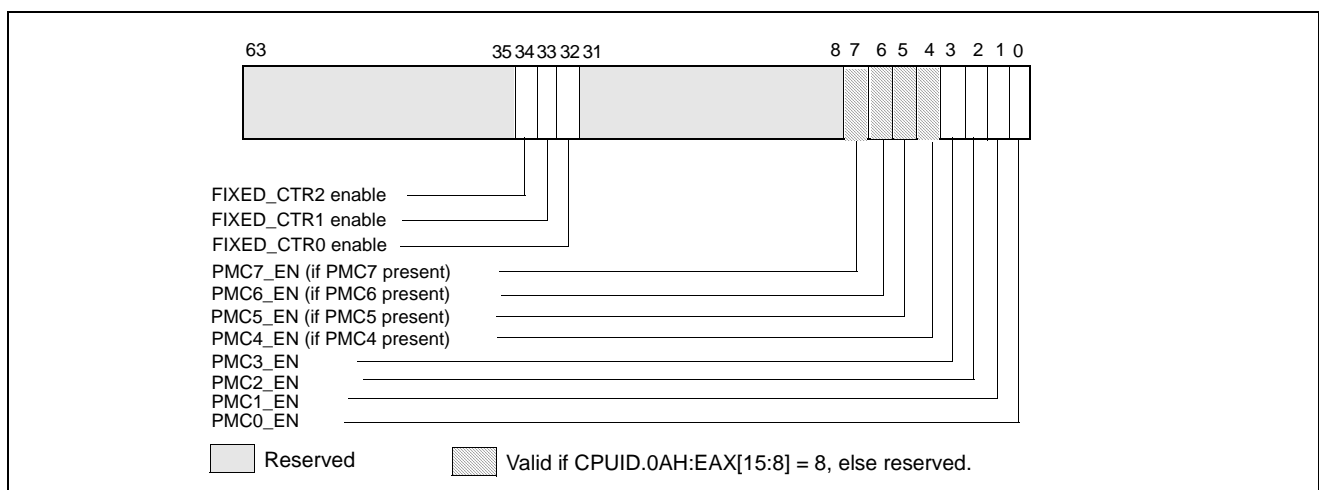 63 35 34 33 32 31 8 7 6 5 4 3 2 1 0
FIXED_CTR2 enable
FIXED_CTR1 enable
FIXED_CTR0 enable
PMC7_EN (if PMC7 present)
PMC6_EN (if PMC6 present)
PMC5_EN (if PMC5 present)
PMC4_EN (if PMC4 present)
PMC3_EN
PMC2_EN
PMC1_EN
PMC0_EN
Reserved Valid if CPUID.0AH:EAX[15:8] = 8, else reserved.